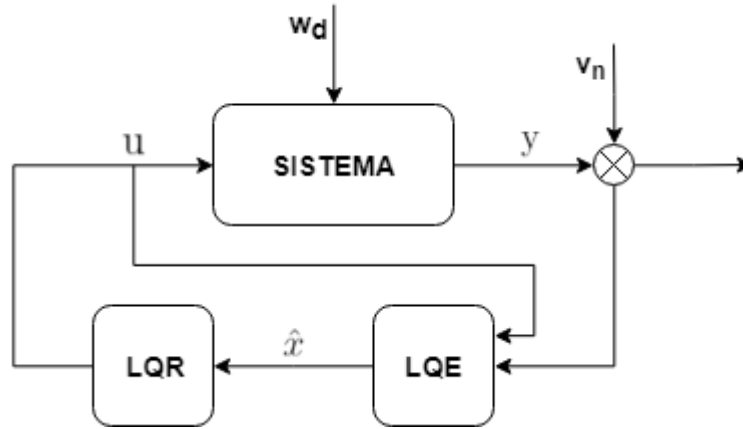 w_d
v_n
u
SISTEMA
y
LQR
x̂
LQE